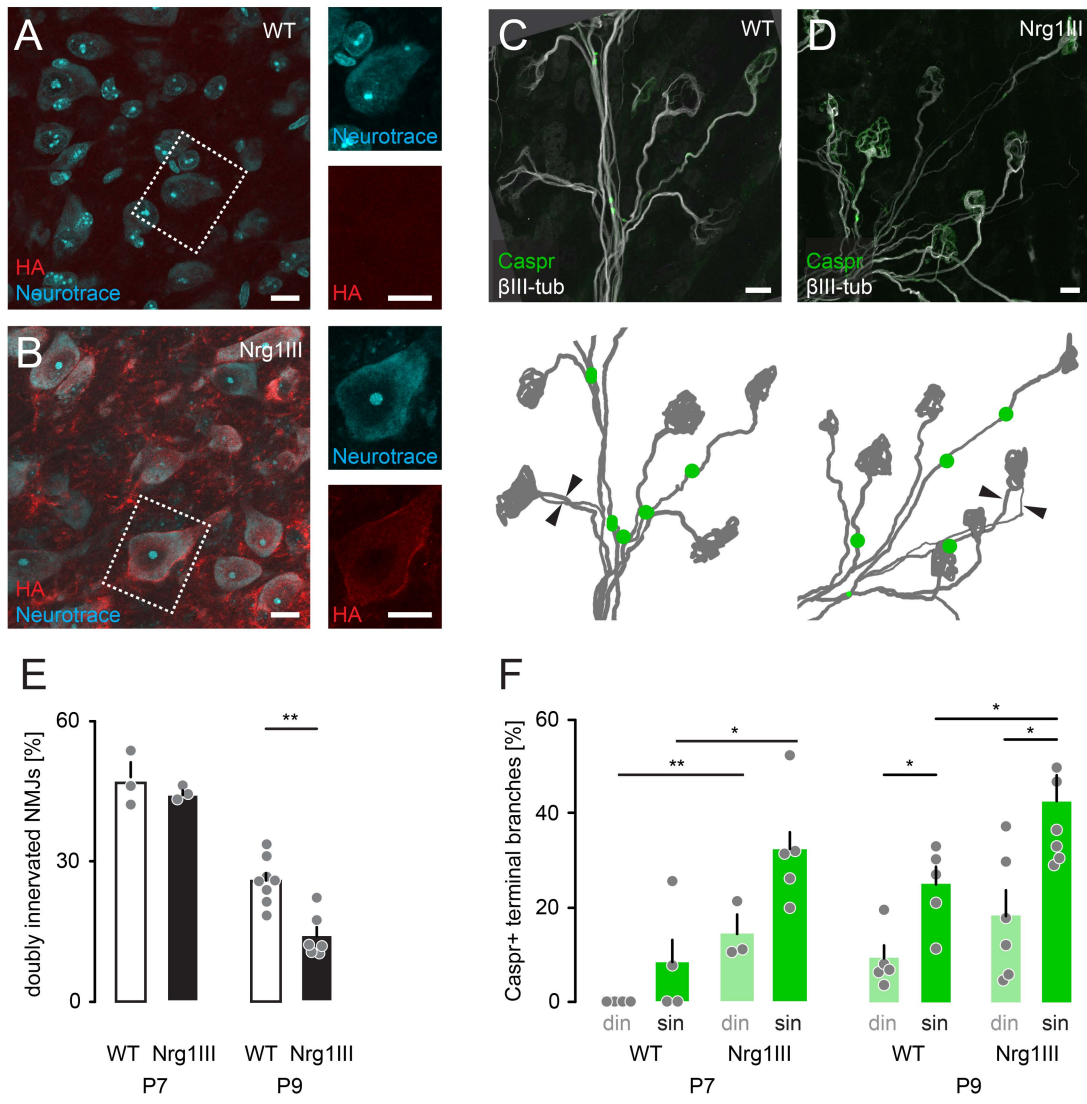 A
WT
HA
Neurotrace
Neurotrace
HA
B
Nrg1III
HA
Neurotrace
Neurotrace
HA
C
WT
Caspr
βIII-tub
D
Nrg1III
Caspr
βIII-tub
E
doubly innervated NMJs [%]
60
30
0
**
WT
Nrg1III
WT
Nrg1III
P7
P9
F
Caspr+ terminal branches [%]
60
40
20
0
**
*
*
*
*
din
sin
din
sin
din
sin
din
sin
WT
Nrg1III
WT
Nrg1III
P7
P9